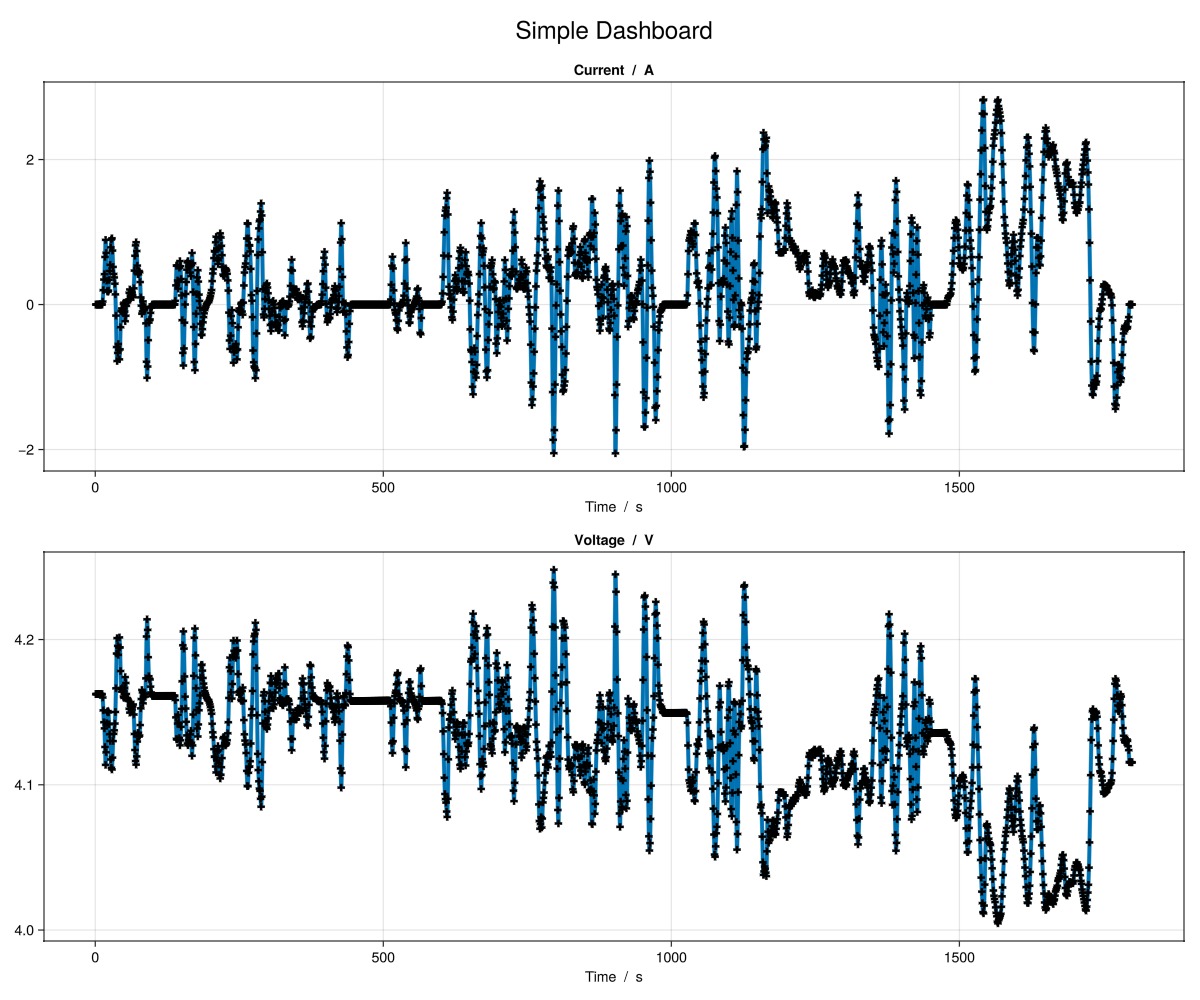 Simple Dashboard
Current / A
2
0
−2
0 500 1000 1500
Time / s
Voltage / V
4.2
4.1
4.0
0 500 1000 1500
Time / s